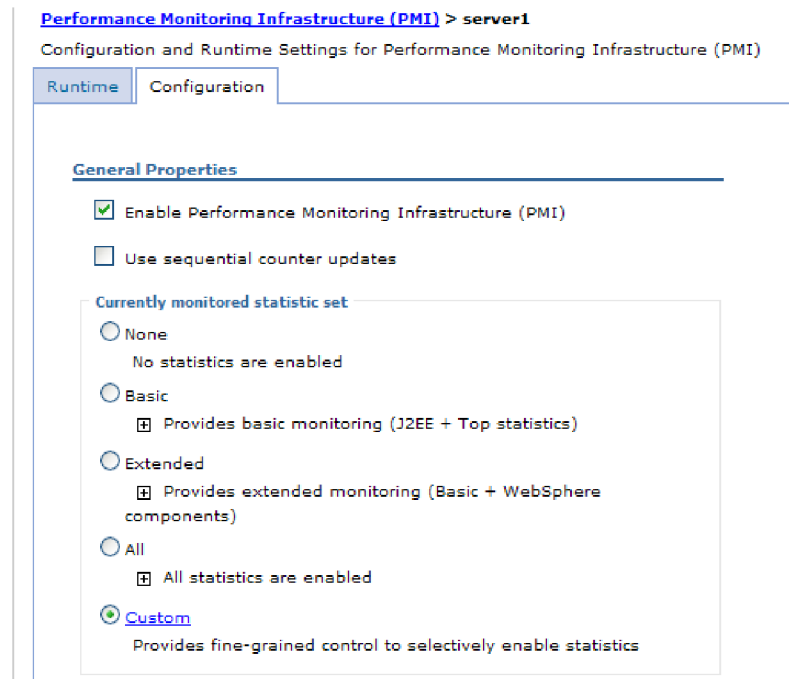 Performance Monitoring Infrastructure (PMI) > server1
Configuration and Runtime Settings for Performance Monitoring Infrastructure (PMI)
Runtime Configuration
General Properties
Enable Performance Monitoring Infrastructure (PMI)
Use sequential counter updates
Currently monitored statistic set
None
No statistics are enabled
Basic
Provides basic monitoring (J2EE + Top statistics)
Extended
Provides extended monitoring (Basic + WebSphere
components)
All
All statistics are enabled
Custom
Provides fine-grained control to selectively enable statistics